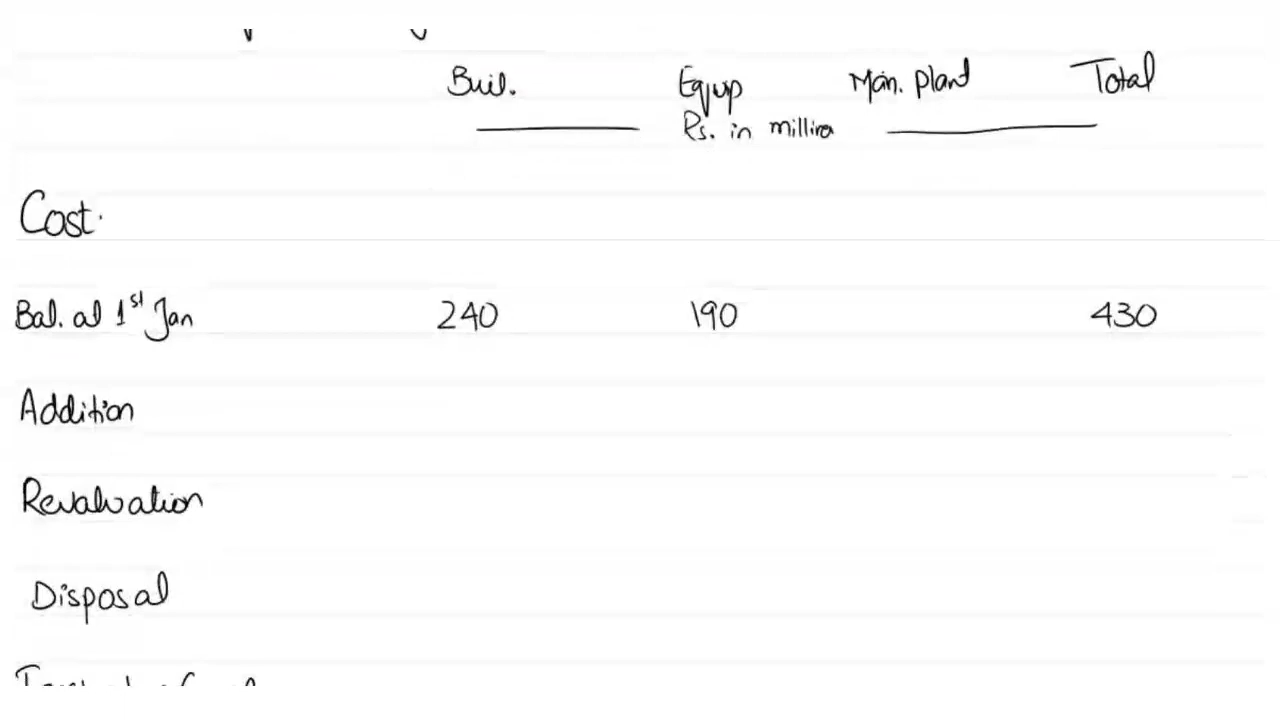 Buil. Equip Man. plant Total
Rs. in million
Cost.
Bal. at 1st Jan 240 190 430
Addition
Revaluation
Disposal